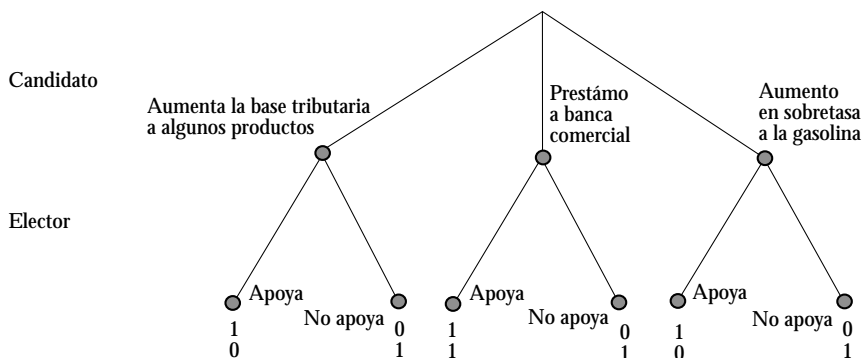 Candidato
Aumenta la base tributaria
a algunos productos
Prestámo
a banca
comercial
Aumento
en sobretasa
a la gasolina
Elector
Apoya
No apoya
Apoya
No apoya
Apoya
No apoya
1 0 1 0 1 0
0 1 1 1 0 1